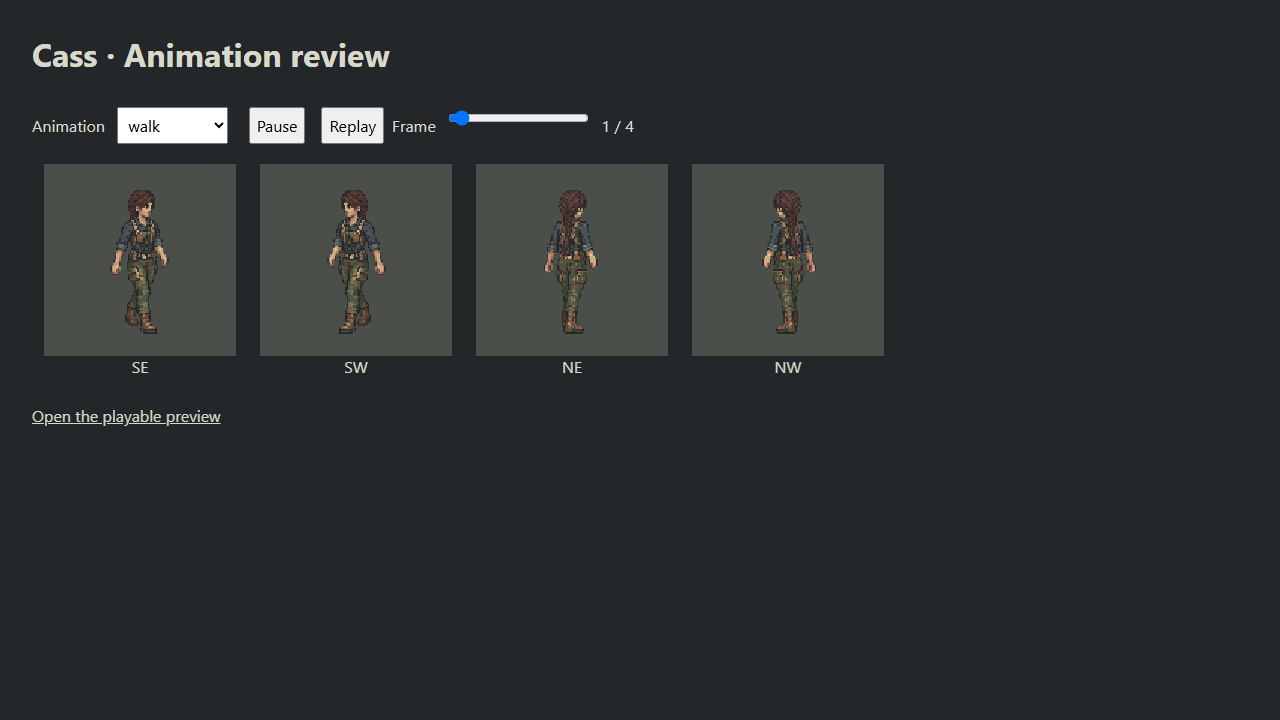 Cass · Animation review
Animation walk Pause Replay Frame 1 / 4
SE SW NE NW
Open the playable preview